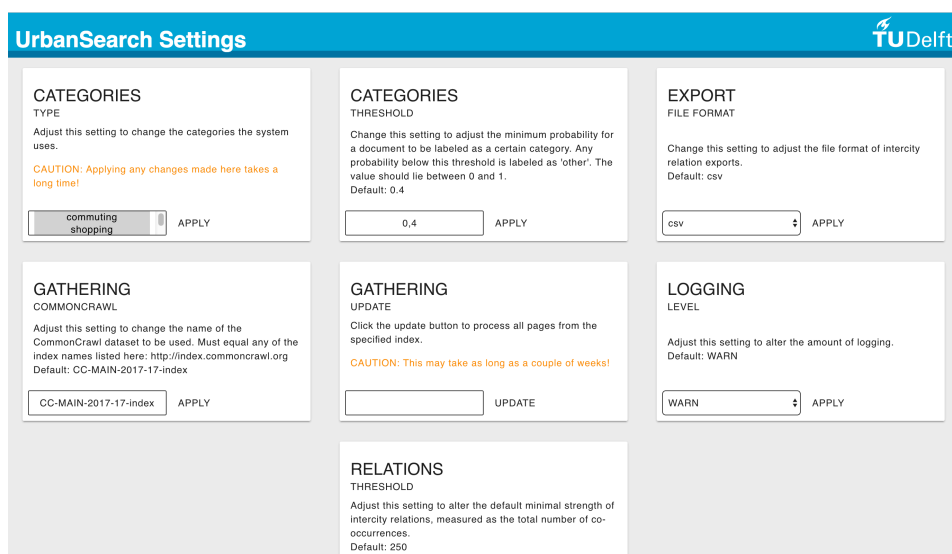 UrbanSearch Settings
TUDelft
CATEGORIES
TYPE
Adjust this setting to change the categories the system
uses.
CAUTION: Applying any changes made here takes a
long time!
commuting
shopping
APPLY
CATEGORIES
THRESHOLD
Change this setting to adjust the minimum probability for
a document to be labeled as a certain category. Any
probability below this threshold is labeled as 'other'. The
value should lie between 0 and 1.
Default: 0.4
0,4
APPLY
EXPORT
FILE FORMAT
Change this setting to adjust the file format of intercity
relation exports.
Default: csv
csv
APPLY
GATHERING
COMMONCRAWL
Adjust this setting to change the name of the
CommonCrawl dataset to be used. Must equal any of the
index names listed here: http://index.commoncrawl.org
Default: CC-MAIN-2017-17-index
CC-MAIN-2017-17-index
APPLY
GATHERING
UPDATE
Click the update button to process all pages from the
specified index.
CAUTION: This may take as long as a couple of weeks!
UPDATE
LOGGING
LEVEL
Adjust this setting to alter the amount of logging.
Default: WARN
WARN
APPLY
RELATIONS
THRESHOLD
Adjust this setting to alter the default minimal strength of
intercity relations, measured as the total number of co-
occurrences.
Default: 250